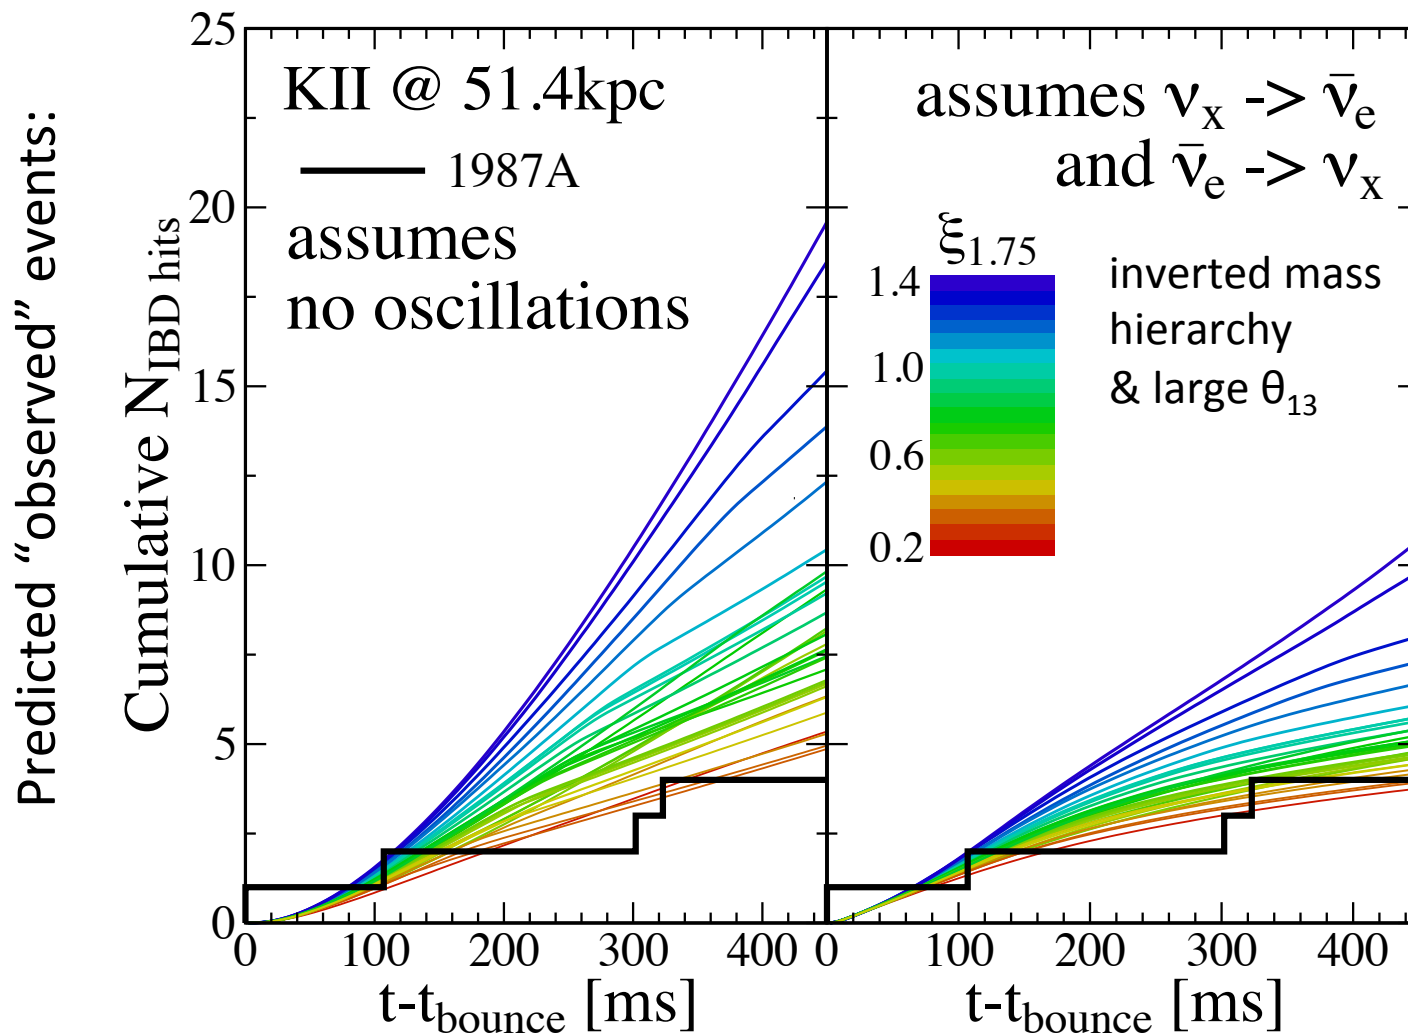 Predicted “observed” events:
Cumulative N_IBD hits
25
20
15
10
5
0
KII @ 51.4kpc
1987A
assumes
no oscillations
0 100 200 300 400
t-t_bounce [ms]
assumes ν_x -> ν̄_e
and ν̄_e -> ν_x
ξ_1.75
1.4
1.0
0.6
0.2
inverted mass
hierarchy
& large θ_13
0 100 200 300 400
t-t_bounce [ms]